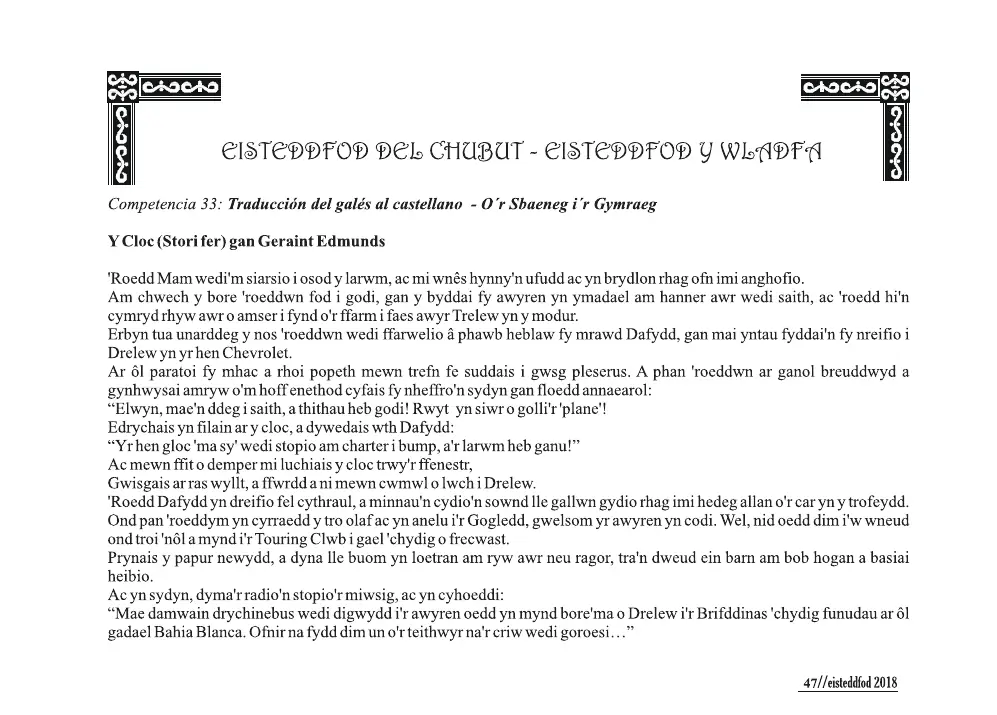 EISTEDDFOD DEL CHUBUT - EISTEDDFOD Y WLADFA
Competencia 33: Traducción del galés al castellano - O´r Sbaeneg i´r Gymraeg
Y Cloc (Stori fer) gan Geraint Edmunds
'Roedd Mam wedi'm siarsio i osod y larwm, ac mi wnês hynny'n ufudd ac yn brydlon rhag ofn imi anghofio.
Am chwech y bore 'roeddwn fod i godi, gan y byddai fy awyren yn ymadael am hanner awr wedi saith, ac 'roedd hi'n
cymryd rhyw awr o amser i fynd o'r ffarm i faes awyr Trelew yn y modur.
Erbyn tua unarddeg y nos 'roeddwn wedi ffarwelio â phawb heblaw fy mrawd Dafydd, gan mai yntau fyddai'n fy nreifio i
Drelew yn yr hen Chevrolet.
Ar ôl paratoi fy mhac a rhoi popeth mewn trefn fe suddais i gwsg pleserus. A phan 'roeddwn ar ganol breuddwyd a
gynhwysai amryw o'm hoff enethod cyfais fy nheffro'n sydyn gan floedd annaearol:
“Elwyn, mae'n ddeg i saith, a thithau heb godi! Rwyt yn siwr o golli'r 'plane'!
Edrychais yn filain ar y cloc, a dywedais wth Dafydd:
“Yr hen gloc 'ma sy' wedi stopio am charter i bump, a'r larwm heb ganu!”
Ac mewn ffit o demper mi luchiais y cloc trwy'r ffenestr,
Gwisgais ar ras wyllt, a ffwrdd a ni mewn cwmwl o lwch i Drelew.
'Roedd Dafydd yn dreifio fel cythraul, a minnau'n cydio'n sownd lle gallwn gydio rhag imi hedeg allan o'r car yn y trofeydd.
Ond pan 'roeddym yn cyrraedd y tro olaf ac yn anelu i'r Gogledd, gwelsom yr awyren yn codi. Wel, nid oedd dim i'w wneud
ond troi 'nôl a mynd i'r Touring Clwb i gael 'chydig o frecwast.
Prynais y papur newydd, a dyna lle buom yn loetran am ryw awr neu ragor, tra'n dweud ein barn am bob hogan a basiai
heibio.
Ac yn sydyn, dyma'r radio'n stopio'r miwsig, ac yn cyhoeddi:
“Mae damwain drychinebus wedi digwydd i'r awyren oedd yn mynd bore'ma o Drelew i'r Brifddinas 'chydig funudau ar ôl
gadael Bahia Blanca. Ofnir na fydd dim un o'r teithwyr na'r criw wedi goroesi…”
47//eisteddfod 2018